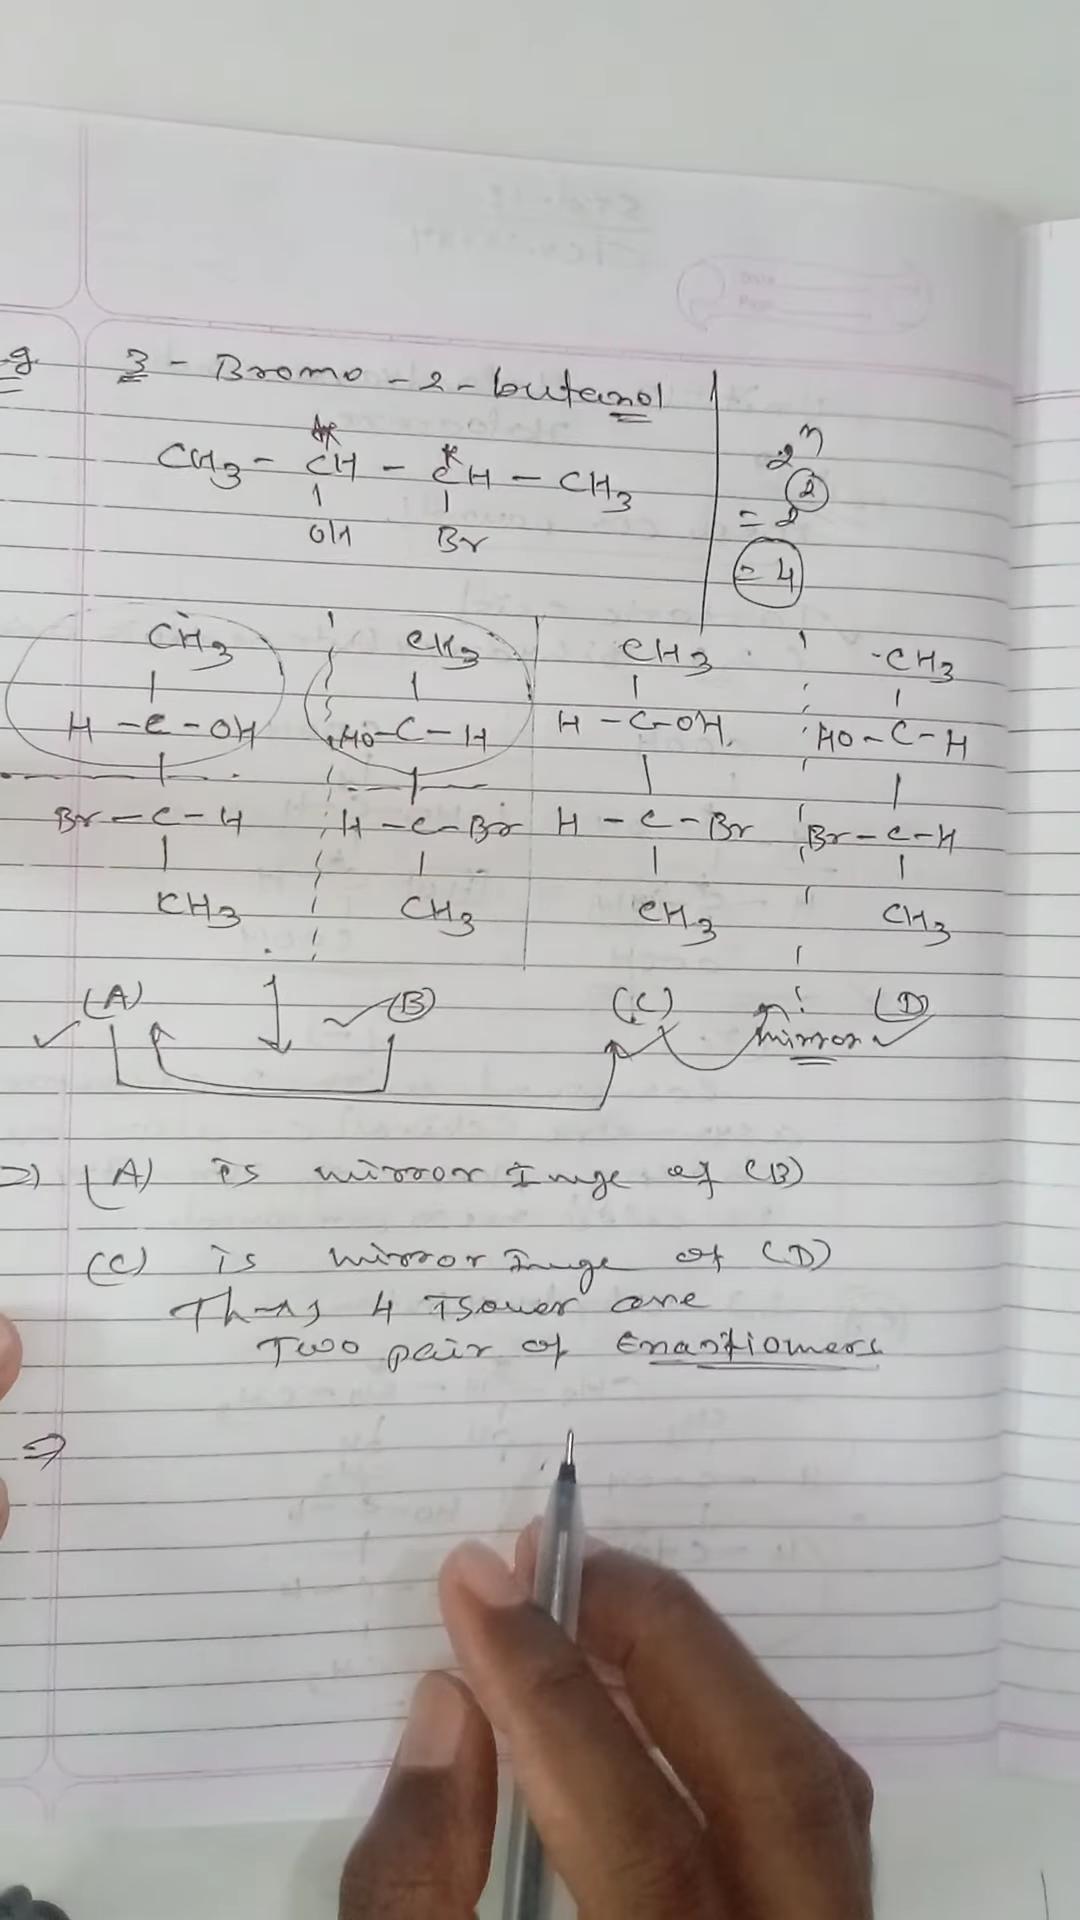 e.g. 3 - Bromo - 2 - butanol
CH3 - *CH - *CH - CH3
OH Br
2^n
= 2^2
= 4
CH3 CH3 CH3 CH3
H - C - OH HO - C - H H - C - OH HO - C - H
Br - C - H H - C - Br H - C - Br Br - C - H
CH3 CH3 CH3 CH3
(A) (B) (C) (D)
mirror
(A) is mirror Imge of (B)
(C) is mirror Imge of (D)
Thus 4 Isomer are
Two pair of Enantiomers
⇒